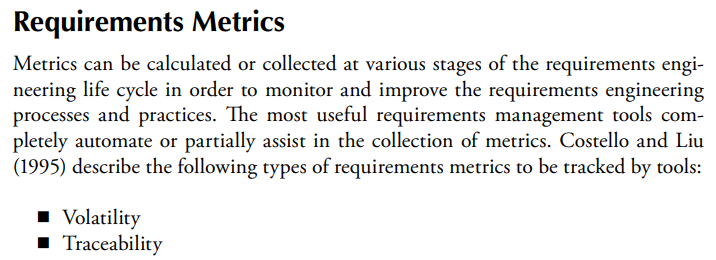 Requirements Metrics
Metrics can be calculated or collected at various stages of the requirements engi-
neering life cycle in order to monitor and improve the requirements engineering
processes and practices. The most useful requirements management tools com-
pletely automate or partially assist in the collection of metrics. Costello and Liu
(1995) describe the following types of requirements metrics to be tracked by tools:
■ Volatility
■ Traceability